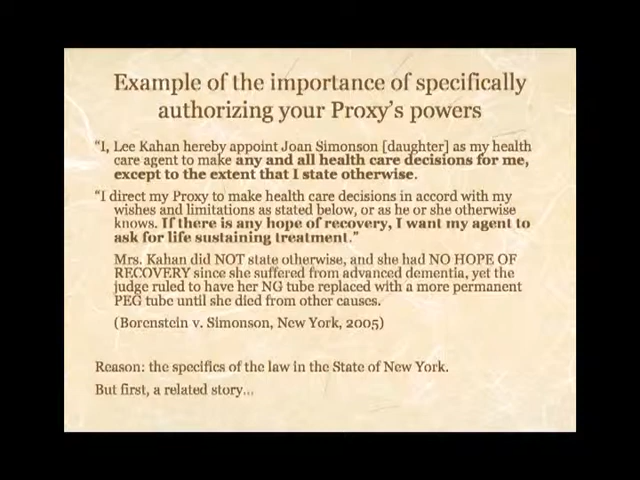 Example of the importance of specifically
authorizing your Proxy's powers
"I, Lee Kahan hereby appoint Joan Simonson [daughter] as my health
care agent to make any and all health care decisions for me,
except to the extent that I state otherwise.
"I direct my Proxy to make health care decisions in accord with my
wishes and limitations as stated below, or as he or she otherwise
knows. If there is any hope of recovery, I want my agent to
ask for life sustaining treatment."
Mrs. Kahan did NOT state otherwise, and she had NO HOPE OF
RECOVERY since she suffered from advanced dementia, yet the
judge ruled to have her NG tube replaced with a more permanent
PEG tube until she died from other causes.
(Borenstein v. Simonson, New York, 2005)
Reason: the specifics of the law in the State of New York.
But first, a related story...